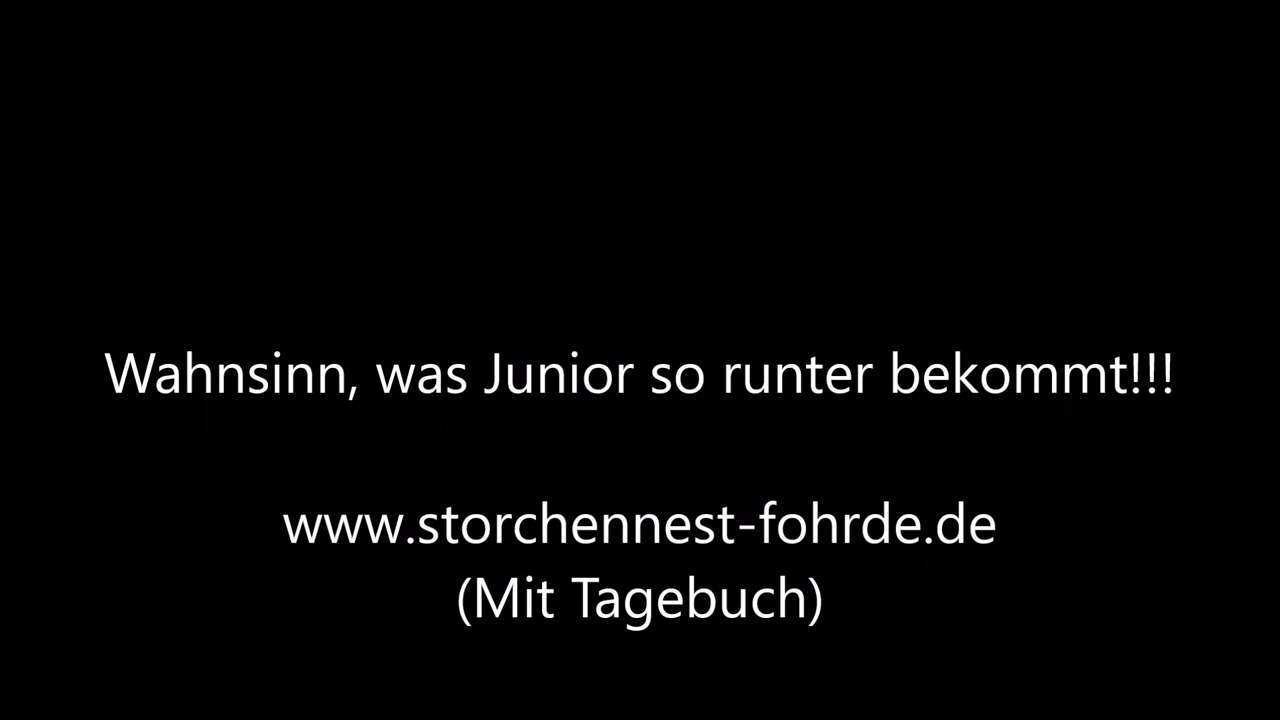 Wahnsinn, was Junior so runter bekommt!!!
www.storchennest-fohrde.de
(Mit Tagebuch)